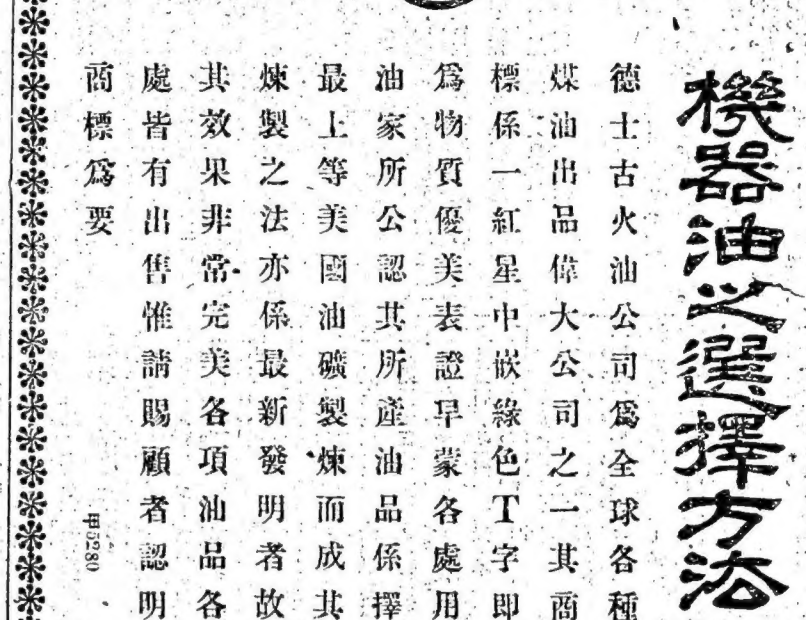 機器油之選擇方法
德士古火油公司爲全球各種
煤油出品偉大公司之一其商
標係一紅星中嵌綠色T字即
爲物質優美表證早蒙各處用
油家所公認其所產油品係擇
最上等美國油礦製煉而成其
煉製之法亦係最新發明者故
其效果非常完美各項油品各
處皆有出售惟請賜顧者認明
商標爲要
甲5280